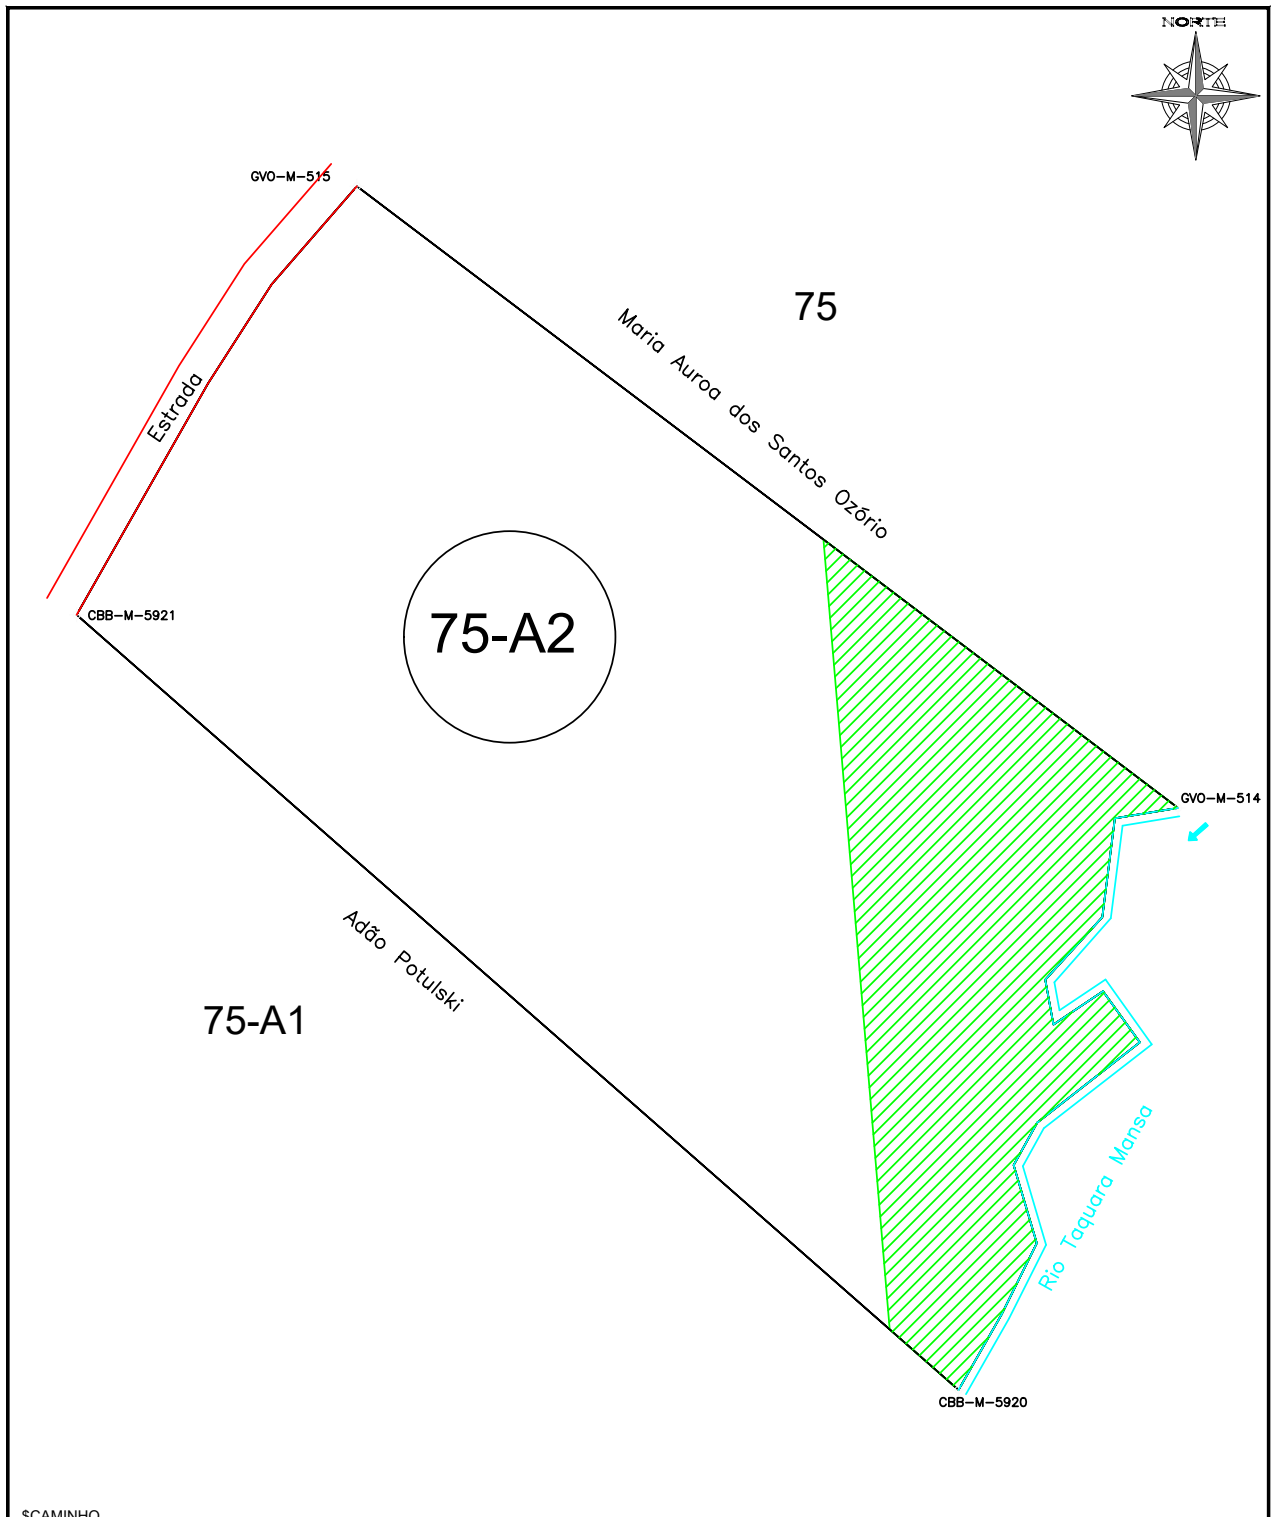 NORTE
GVO-M-515
75
Maria Auroa dos Santos Ozório
Estrada
CBB-M-5921
75-A2
GVO-M-514
Adão Potulski
75-A1
Rio Taquara Mansa
CBB-M-5920
$CAMINHO